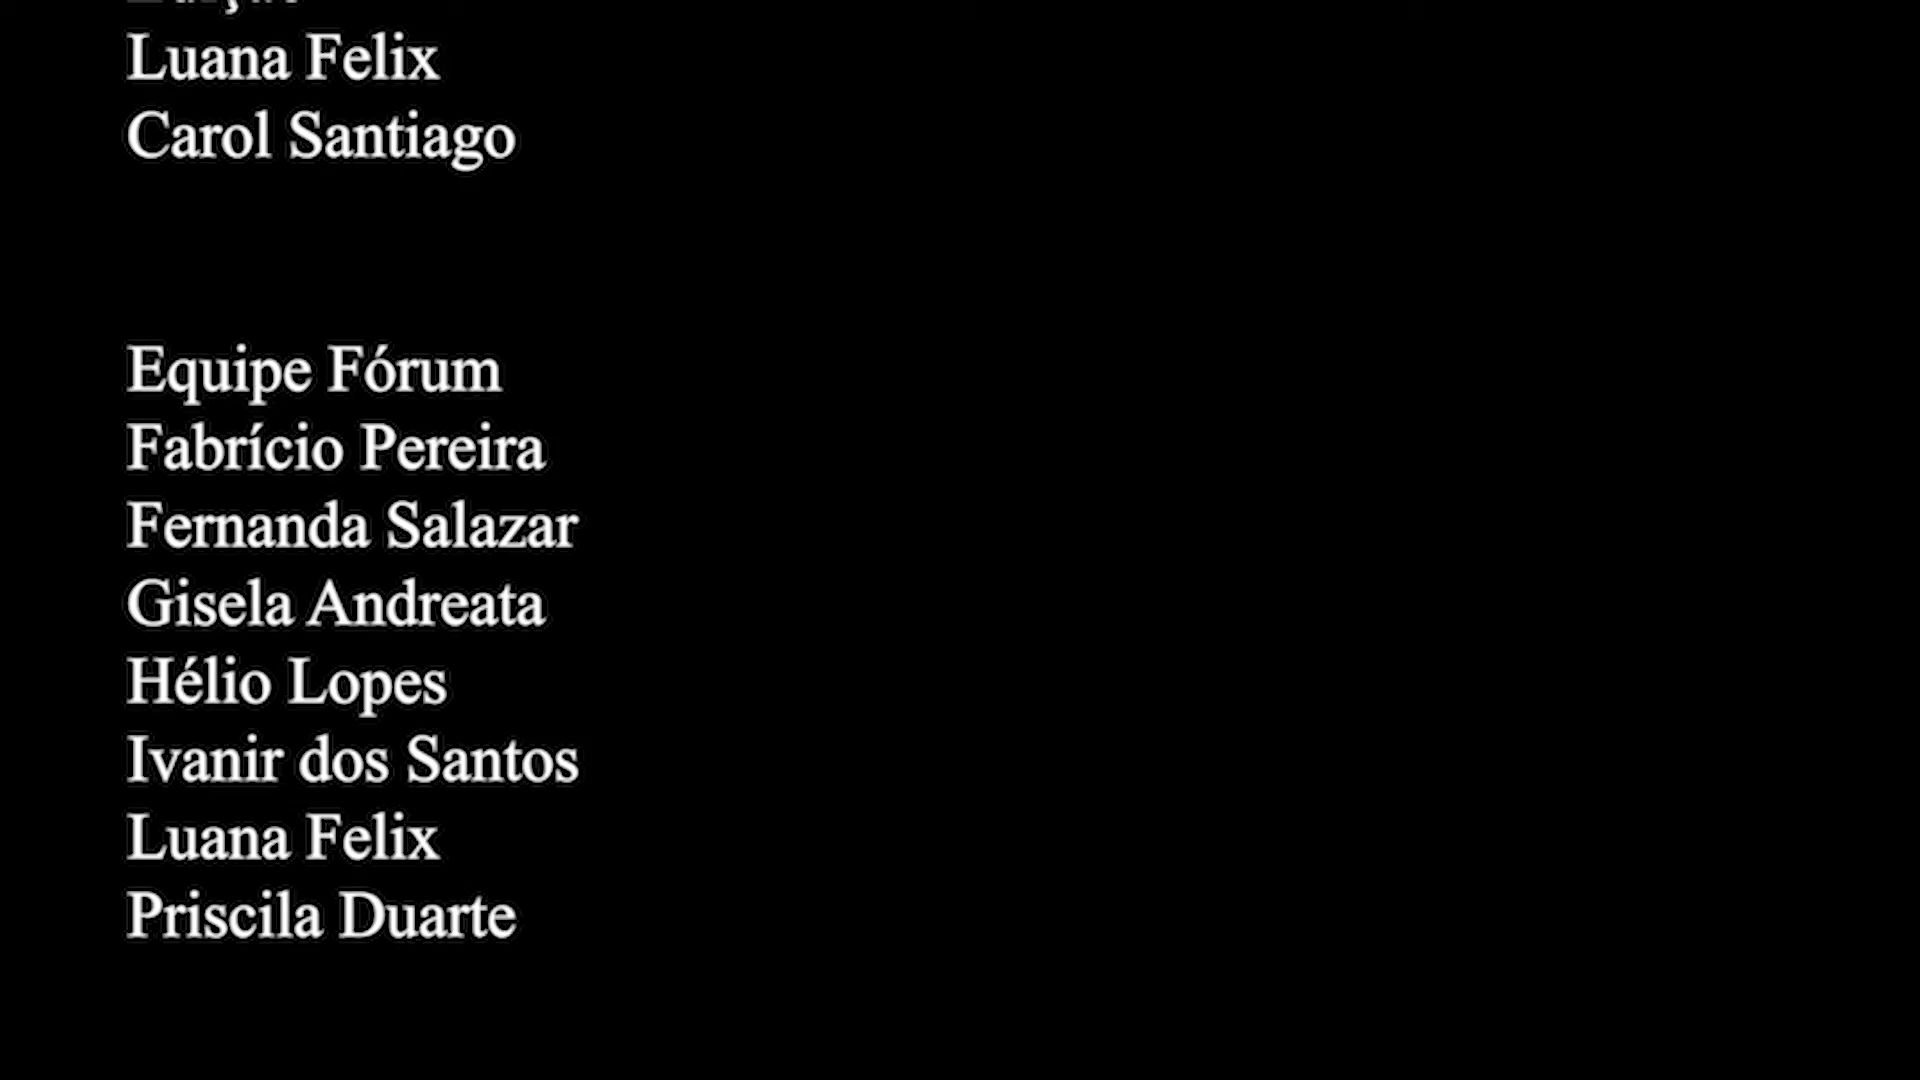 Luana Felix
Carol Santiago
Equipe Fórum
Fabrício Pereira
Fernanda Salazar
Gisela Andreata
Hélio Lopes
Ivanir dos Santos
Luana Felix
Priscila Duarte